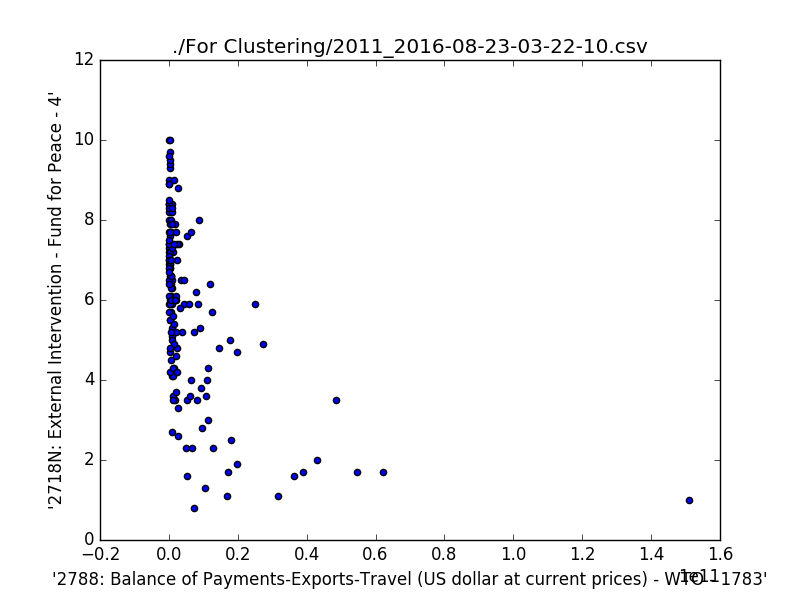 ./For Clustering/2011_2016-08-23-03-22-10.csv
12
10
8
6
4
2
0
'2718N: External Intervention - Fund for Peace - 4'
−0.2 0.0 0.2 0.4 0.6 0.8 1.0 1.2 1.4 1.6
1e11
'2788: Balance of Payments-Exports-Travel (US dollar at current prices) - WTO - 1783'